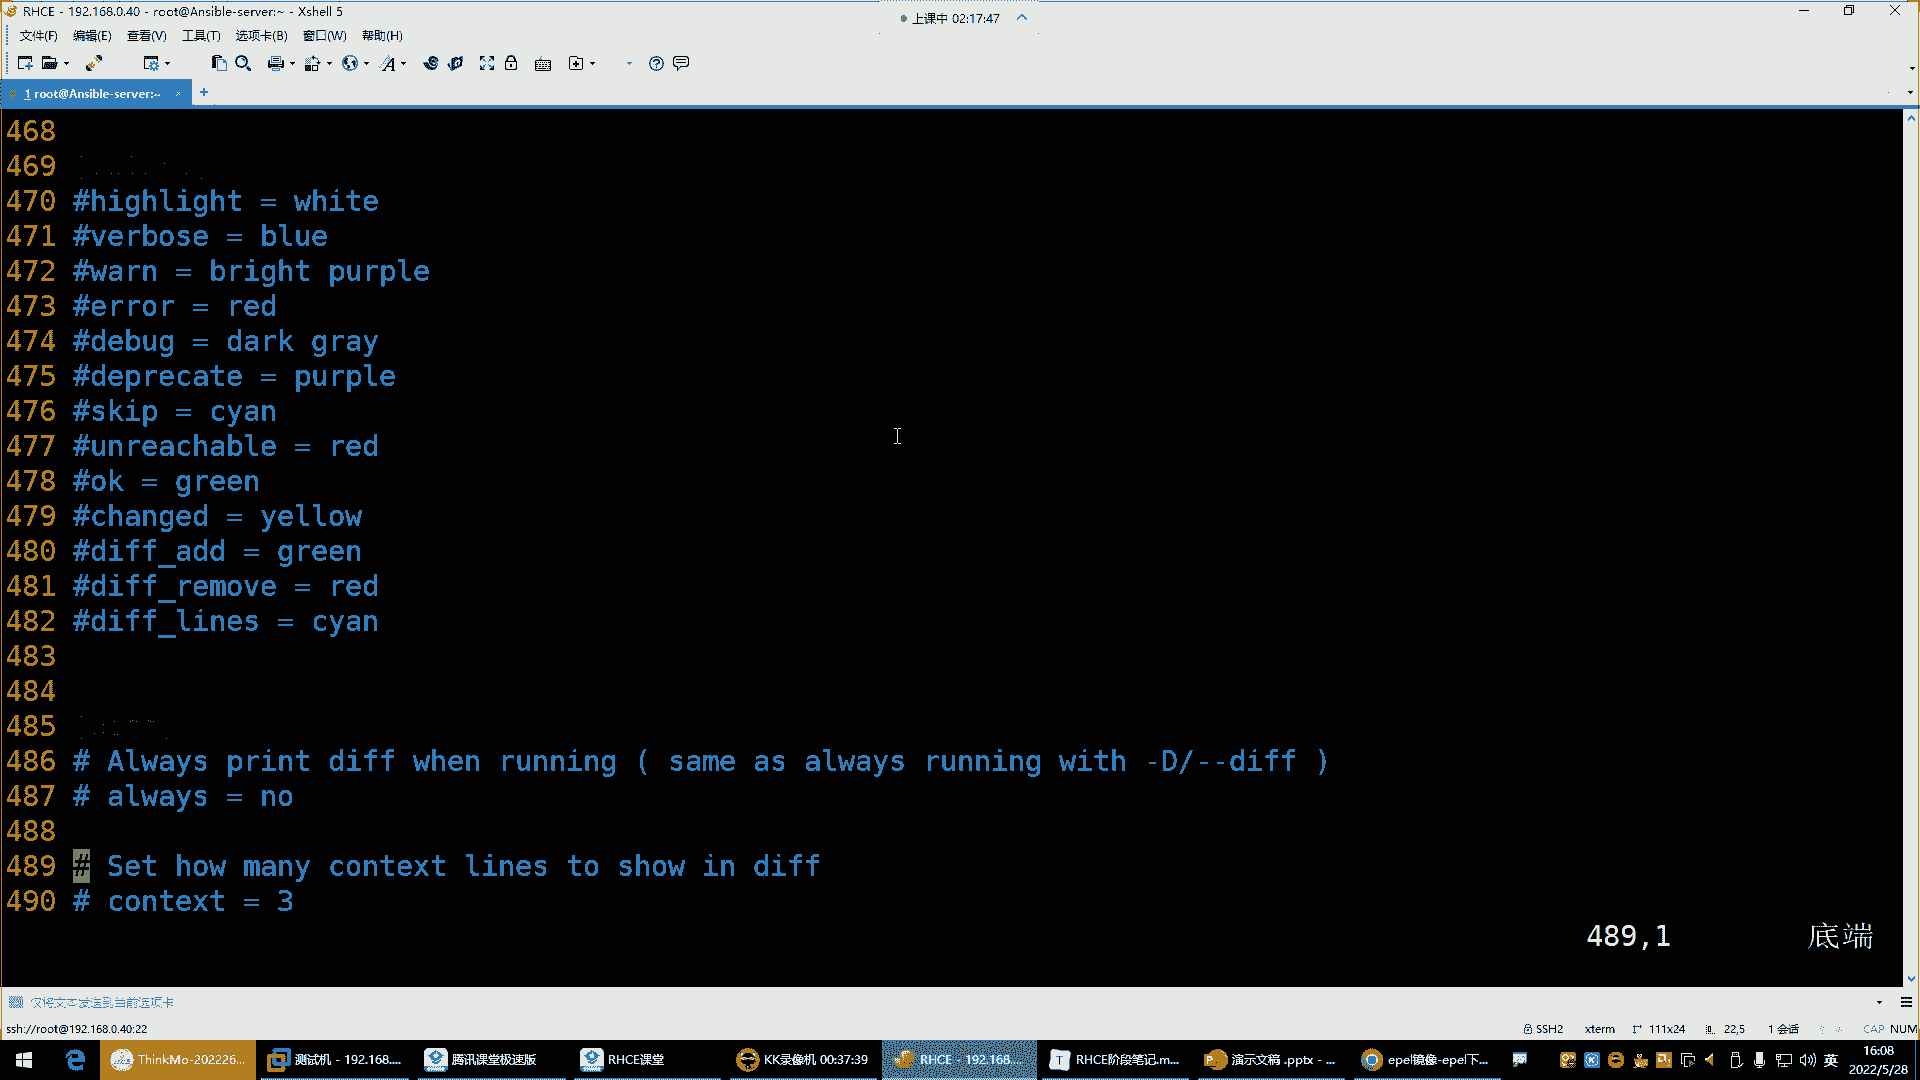 RHCE - 192.168.0.40 - root@Ansible-server:~ - Xshell 5
上课中 02:17:47
文件(F) 编辑(E) 查看(V) 工具(T) 选项卡(B) 窗口(W) 帮助(H)
1 root@Ansible-server:~
468
469
470 #highlight = white
471 #verbose = blue
472 #warn = bright purple
473 #error = red
474 #debug = dark gray
475 #deprecate = purple
476 #skip = cyan
477 #unreachable = red
478 #ok = green
479 #changed = yellow
480 #diff_add = green
481 #diff_remove = red
482 #diff_lines = cyan
483
484
485
486 # Always print diff when running ( same as always running with -D/--diff )
487 # always = no
488
489 # Set how many context lines to show in diff
490 # context = 3
489,1 底端
仅将文本发送到当前选项卡
ssh://root@192.168.0.40:22 SSH2 xterm 111x24 22,5 1 会话 CAP NUM
ThinkMo-202226... 测试机 - 192.168.... 腾讯课堂极速版 RHCE课堂 KK录像机 00:37:39 RHCE - 192.168.... RHCE阶段笔记.m... 演示文稿 .pptx - ... epel镜像-epel下... 英 16:08
2022/5/28